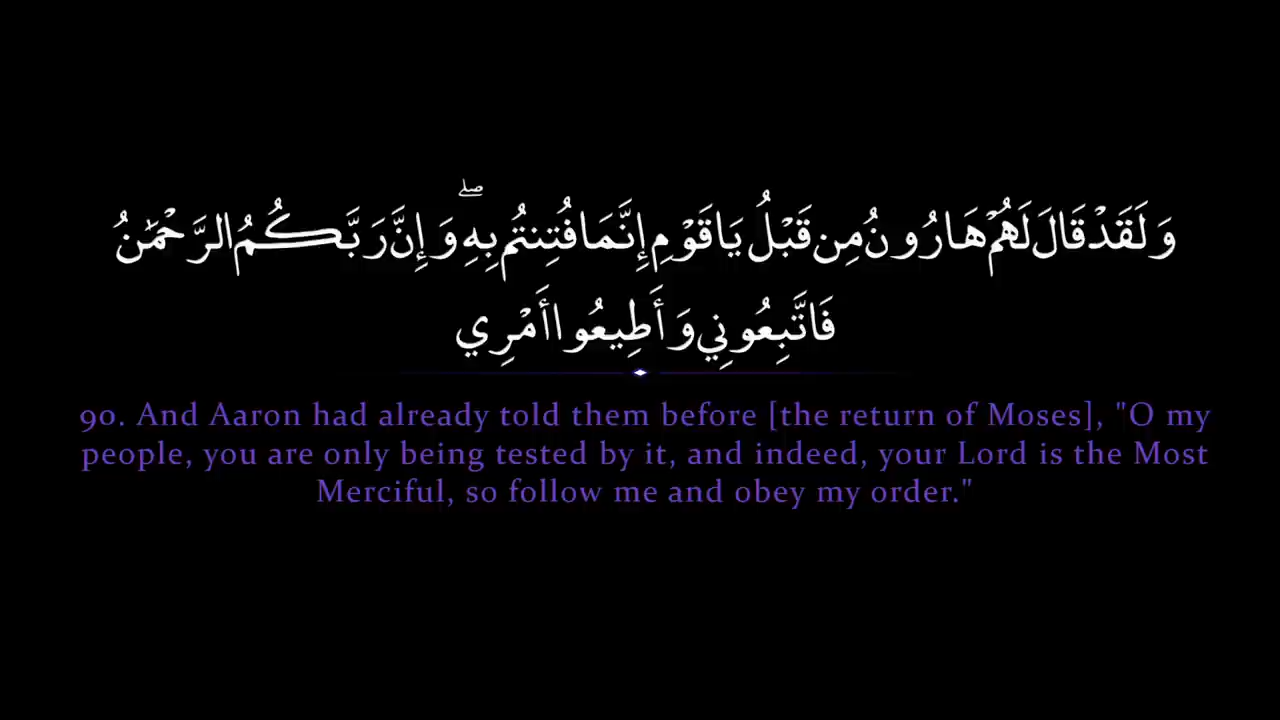 وَلَقَدْ قَالَ لَهُمْ هَارُونُ مِن قَبْلُ يَا قَوْمِ إِنَّمَا فُتِنتُم بِهِ ۖ وَإِنَّ رَبَّكُمُ الرَّحْمَٰنُ
فَاتَّبِعُونِي وَأَطِيعُوا أَمْرِي
90. And Aaron had already told them before [the return of Moses], "O my
people, you are only being tested by it, and indeed, your Lord is the Most
Merciful, so follow me and obey my order."